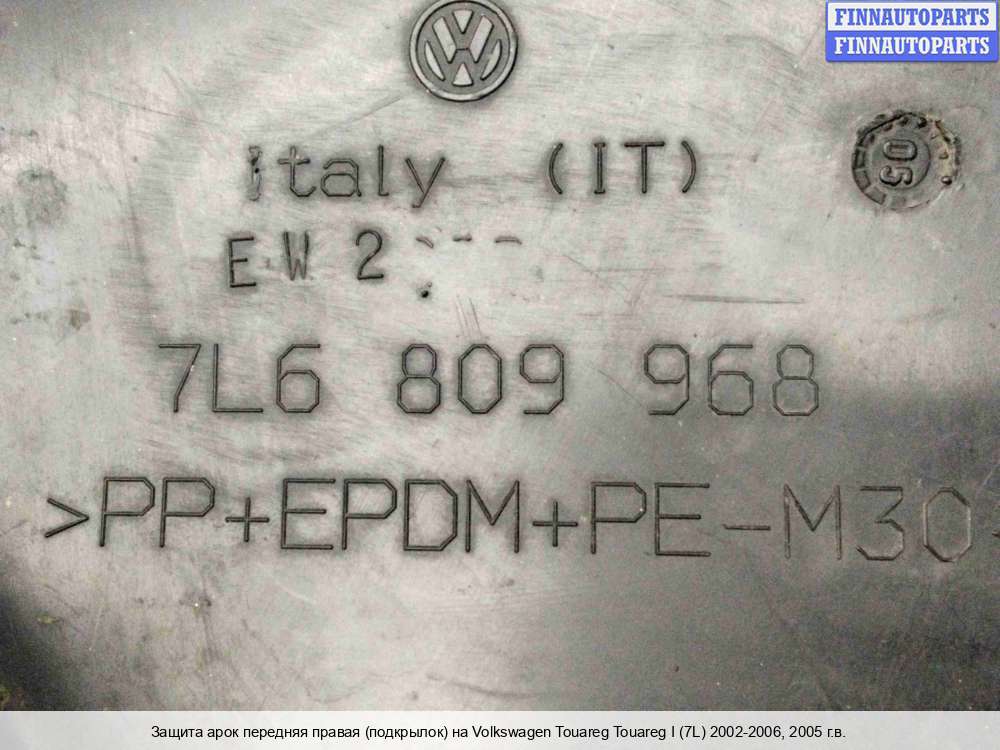 FINNAUTOPARTS
FINNAUTOPARTS
VW
05
Italy (IT)
EW 2
7L6 809 968
>PP+EPDM+PE-M30
Защита арок передняя правая (подкрылок) на Volkswagen Touareg Touareg I (7L) 2002-2006, 2005 г.в.